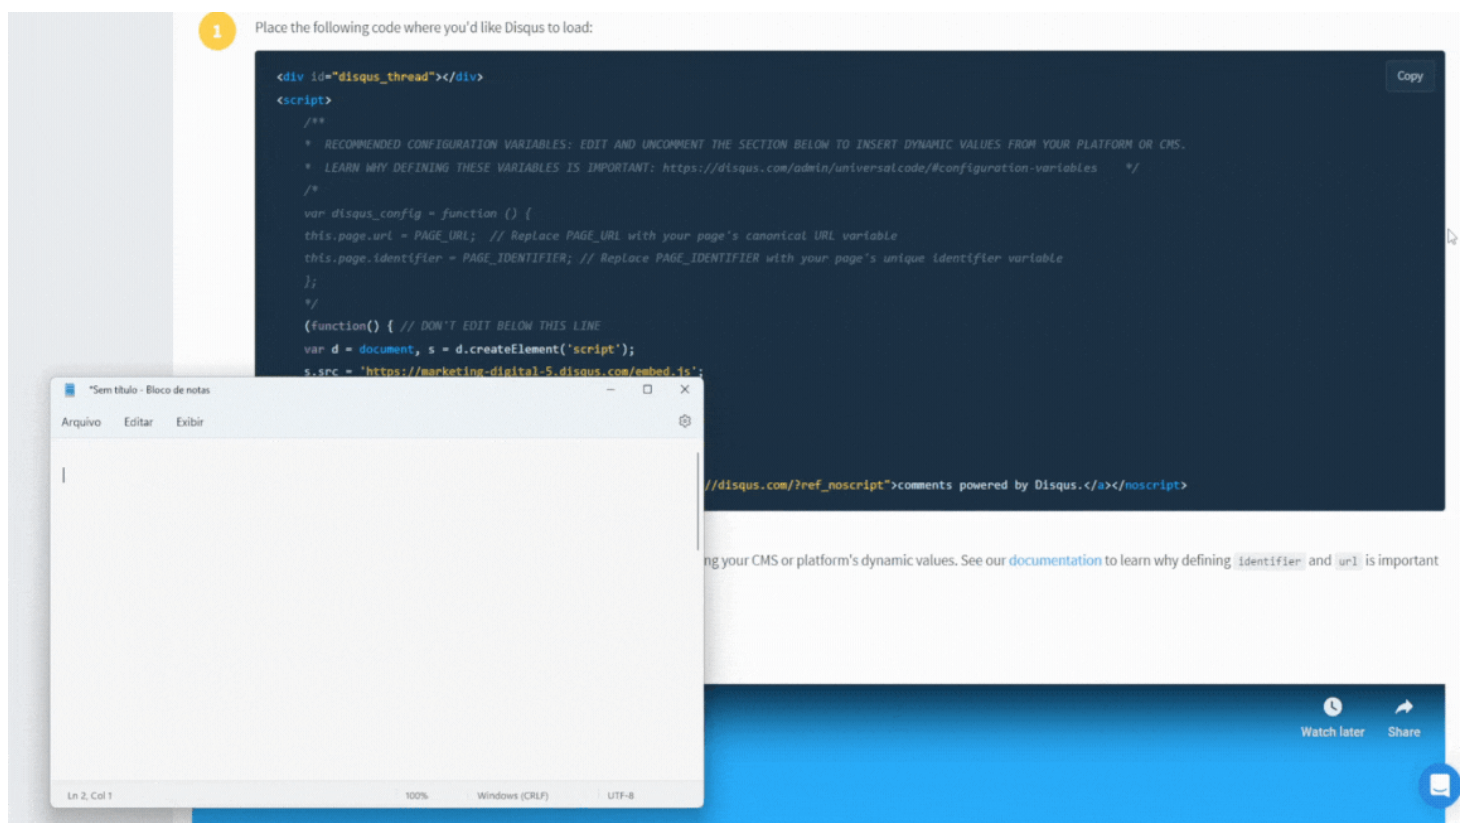 1
Place the following code where you'd like Disqus to load:
Copy
<div id="disqus_thread"></div>
<script>
/**
* RECOMMENDED CONFIGURATION VARIABLES: EDIT AND UNCOMMENT THE SECTION BELOW TO INSERT DYNAMIC VALUES FROM YOUR PLATFORM OR CMS.
* LEARN WHY DEFINING THESE VARIABLES IS IMPORTANT: https://disqus.com/admin/universalcode/#configuration-variables */
/*
var disqus_config = function () {
this.page.url = PAGE_URL; // Replace PAGE_URL with your page's canonical URL variable
this.page.identifier = PAGE_IDENTIFIER; // Replace PAGE_IDENTIFIER with your page's unique identifier variable
};
*/
(function() { // DON'T EDIT BELOW THIS LINE
var d = document, s = d.createElement('script');
s.src = 'https://marketing-digital-5.disqus.com/embed.js';
//disqus.com/?ref_noscript">comments powered by Disqus.</a></noscript>
ng your CMS or platform's dynamic values. See our documentation to learn why defining identifier and url is important
*Sem título - Bloco de notas
Arquivo Editar Exibir
Ln 2, Col 1 100% Windows (CRLF) UTF-8
Watch later Share